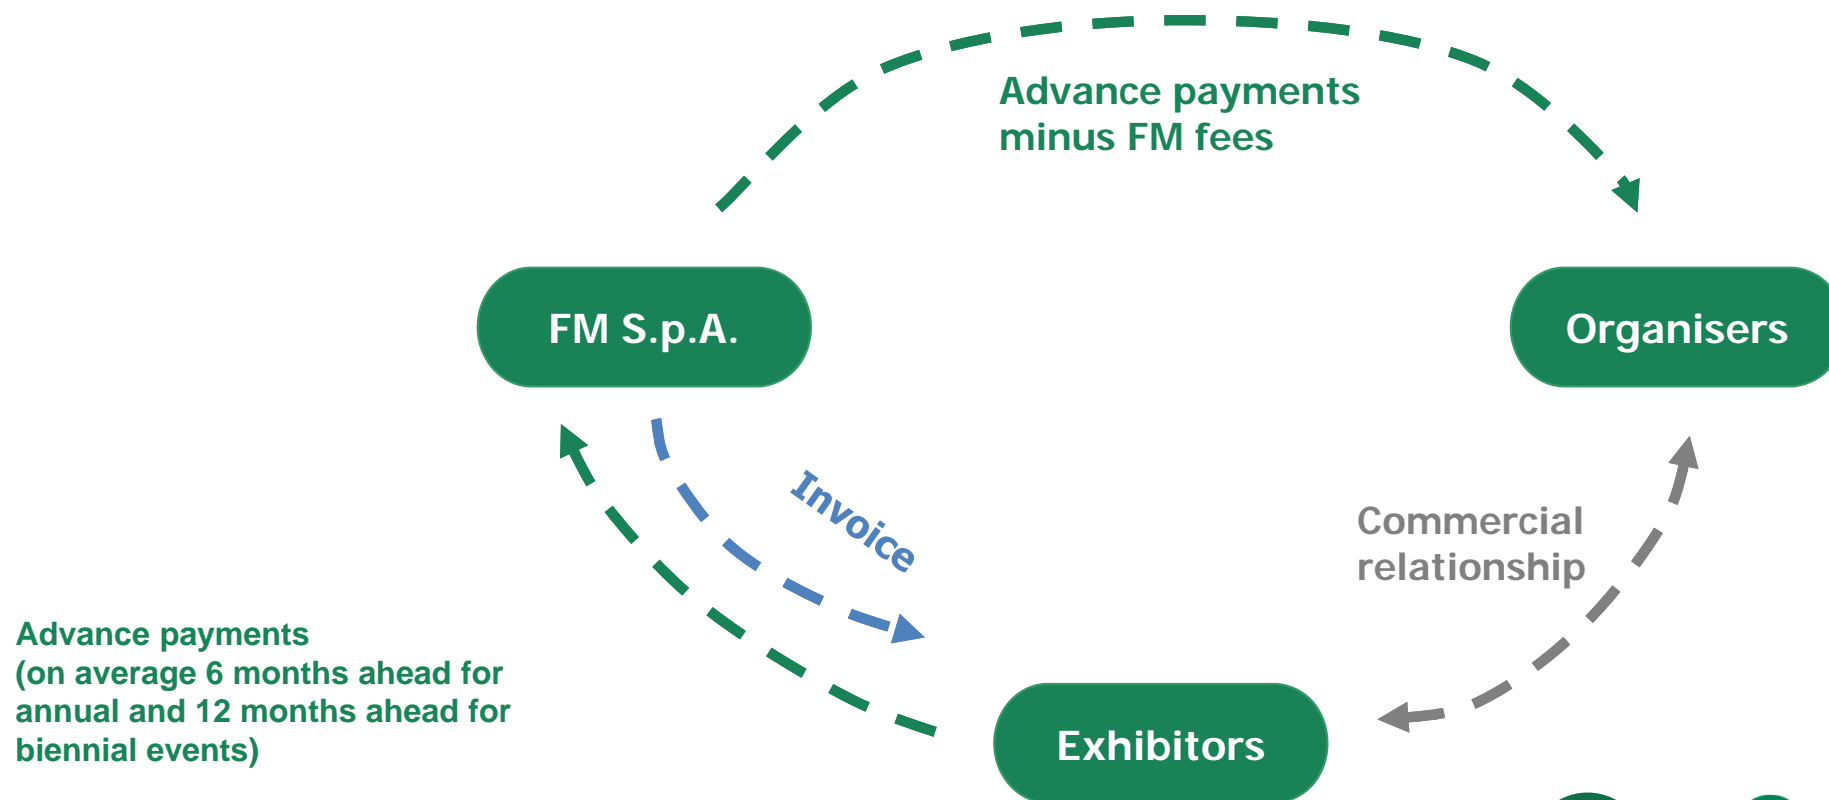 Advance payments
minus FM fees
FM S.p.A.
Organisers
Invoice
Commercial
relationship
Advance payments
(on average 6 months ahead for
annual and 12 months ahead for
biennial events)
Exhibitors